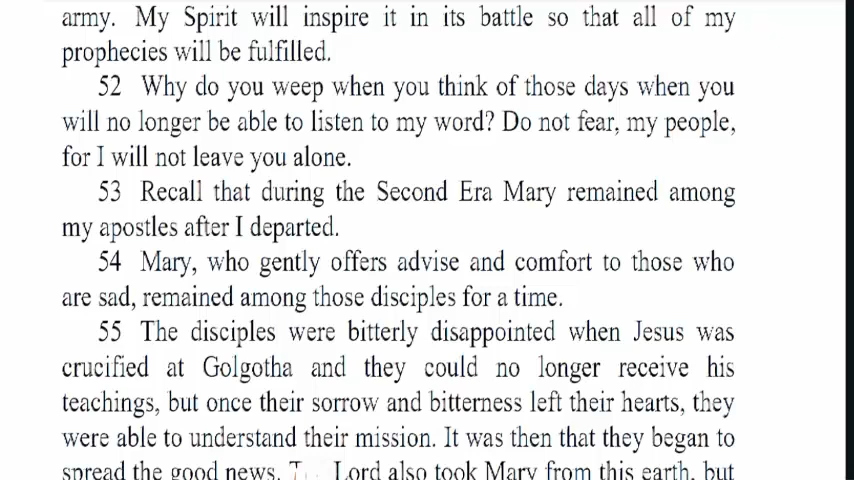 army. My Spirit will inspire it in its battle so that all of my
prophecies will be fulfilled.
52 Why do you weep when you think of those days when you
will no longer be able to listen to my word? Do not fear, my people,
for I will not leave you alone.
53 Recall that during the Second Era Mary remained among
my apostles after I departed.
54 Mary, who gently offers advise and comfort to those who
are sad, remained among those disciples for a time.
55 The disciples were bitterly disappointed when Jesus was
crucified at Golgotha and they could no longer receive his
teachings, but once their sorrow and bitterness left their hearts, they
were able to understand their mission. It was then that they began to
spread the good news. Lord also took Mary from this earth, but